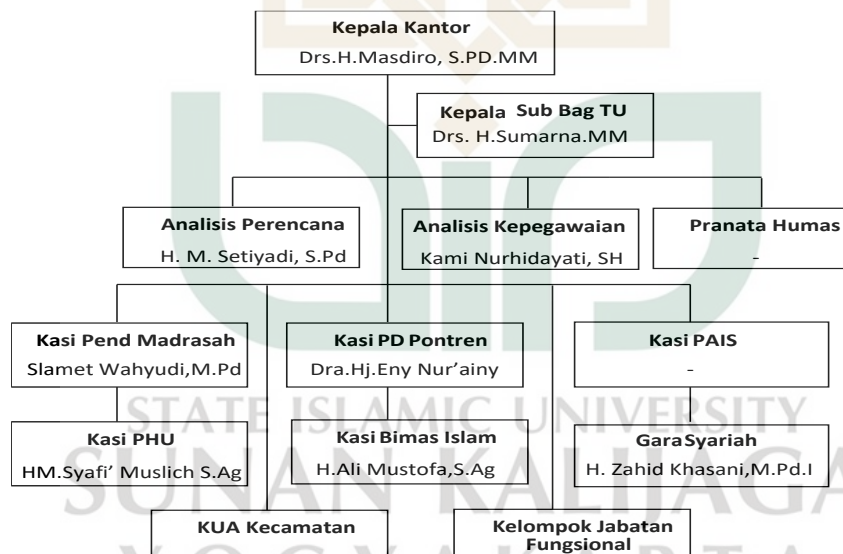 Kepala Kantor
Drs.H.Masdiro, S.PD.MM
Kepala Sub Bag TU
Drs. H.Sumarna.MM
Analisis Perencana
H. M. Setiyadi, S.Pd
Analisis Kepegawaian
Kami Nurhidayati, SH
Pranata Humas
-
Kasi Pend Madrasah
Slamet Wahyudi,M.Pd
Kasi PD Pontren
Dra.Hj.Eny Nur’ainy
Kasi PAIS
-
STATE ISLAMIC UNIVERSITY
Kasi PHU
HM.Syafi’ Muslich S.Ag
Kasi Bimas Islam
H.Ali Mustofa,S.Ag
Gara Syariah
H. Zahid Khasani,M.Pd.I
SUNAN KALIJAGA
KUA Kecamatan
Kelompok Jabatan
Fungsional
YOGYAKARTA